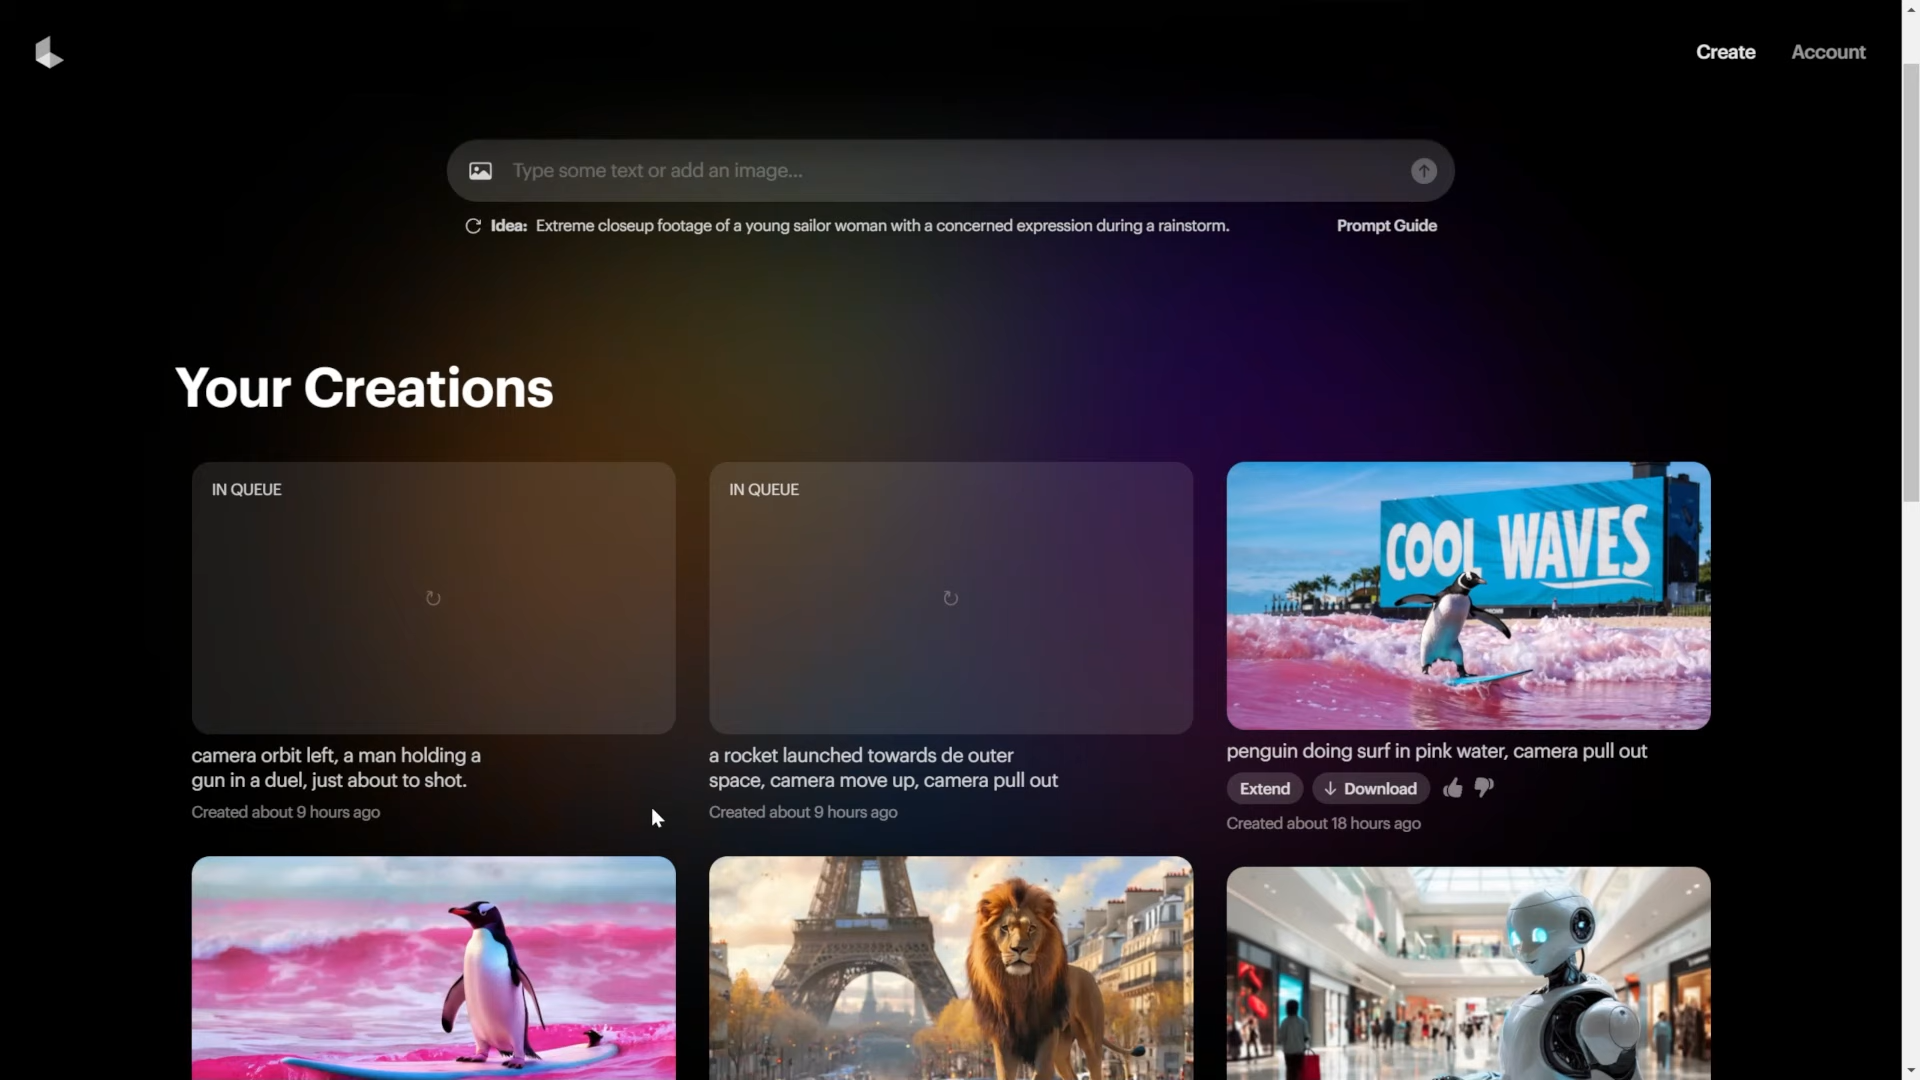 Create
Account
Type some text or add an image...
Idea: Extreme closeup footage of a young sailor woman with a concerned expression during a rainstorm.
Prompt Guide
Your Creations
IN QUEUE
camera orbit left, a man holding a
gun in a duel, just about to shot.
Created about 9 hours ago
IN QUEUE
a rocket launched towards de outer
space, camera move up, camera pull out
Created about 9 hours ago
COOL WAVES
penguin doing surf in pink water, camera pull out
Extend
Download
Created about 18 hours ago